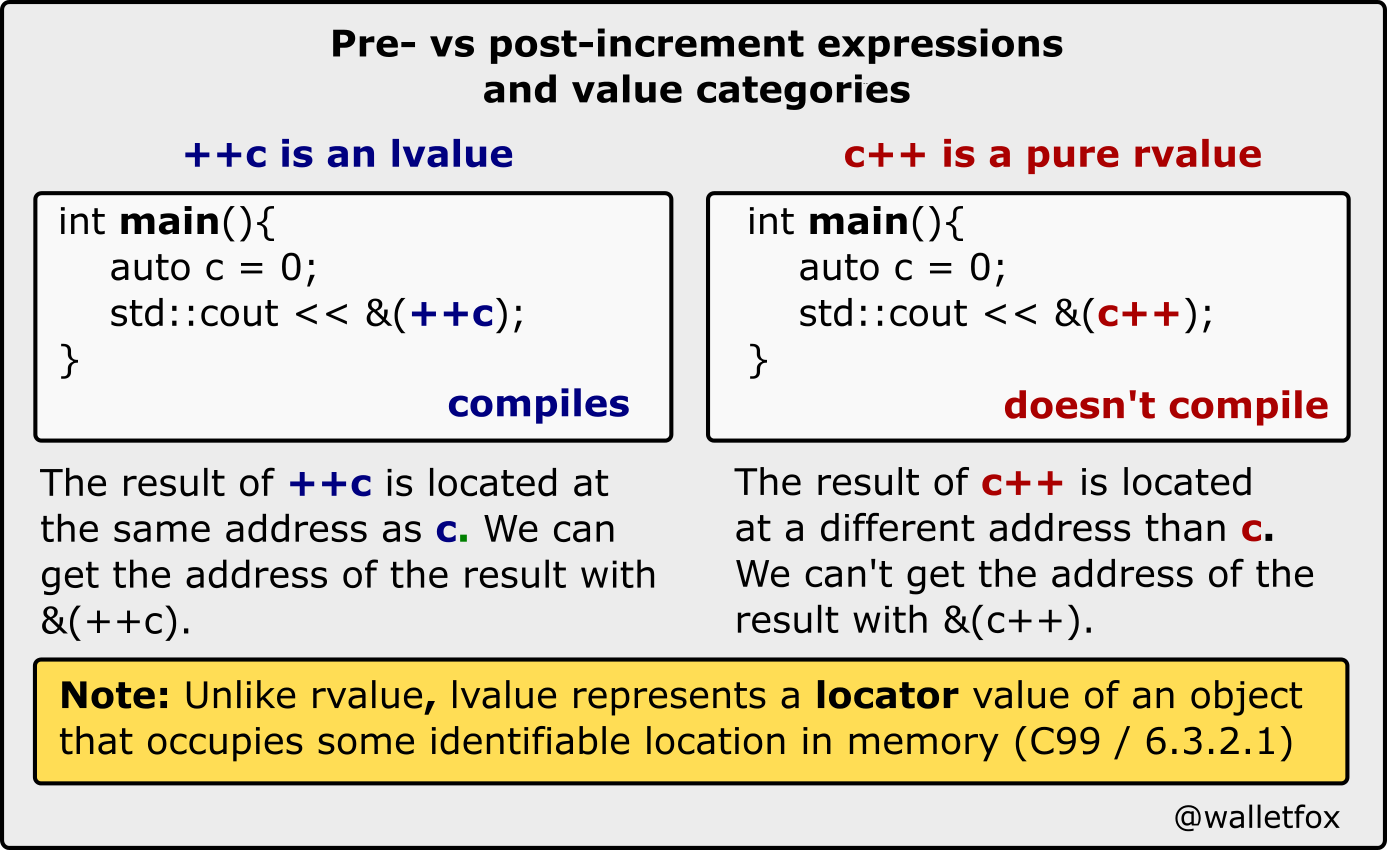 Pre- vs post-increment expressions
and value categories
++c is an lvalue
int main(){
auto c = 0;
std::cout << &(++c);
}
compiles
The result of ++c is located at
the same address as c. We can
get the address of the result with
&(++c).
c++ is a pure rvalue
int main(){
auto c = 0;
std::cout << &(c++);
}
doesn't compile
The result of c++ is located
at a different address than c.
We can't get the address of the
result with &(c++).
Note: Unlike rvalue, lvalue represents a locator value of an object
that occupies some identifiable location in memory (C99 / 6.3.2.1)
@walletfox